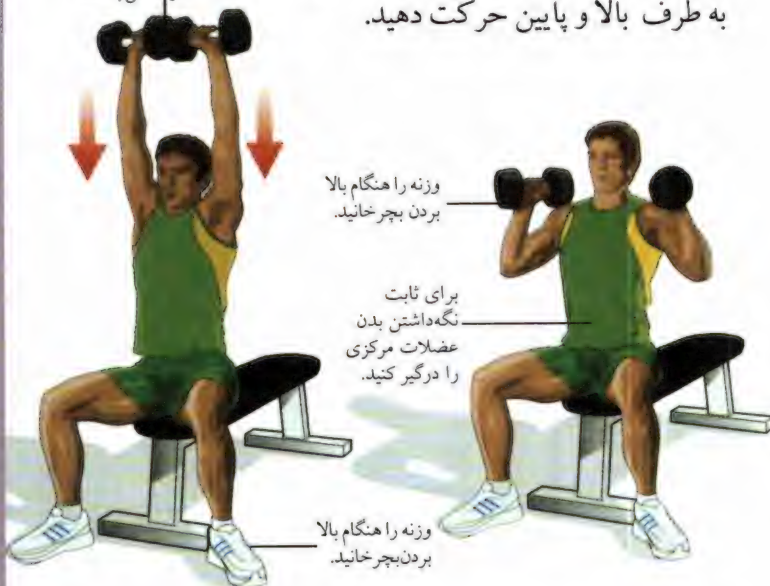 به طرف بالا و پایین حرکت دهید.
وزنه را هنگام بالا
بردن بچرخانید.
برای ثابت
نگه‌داشتن بدن
عضلات مرکزی
را درگیر کنید.
وزنه را هنگام بالا
بردن‌بچرخانید.